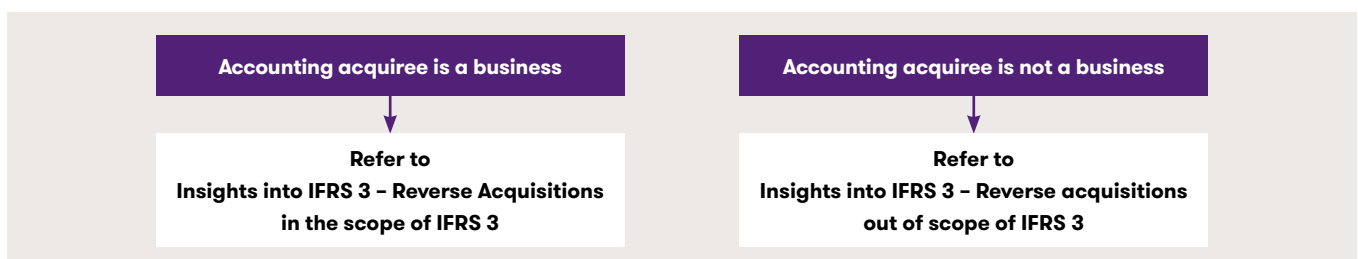 Accounting acquiree is a business
Refer to
Insights into IFRS 3 – Reverse Acquisitions
in the scope of IFRS 3
Accounting acquiree is not a business
Refer to
Insights into IFRS 3 – Reverse acquisitions
out of scope of IFRS 3